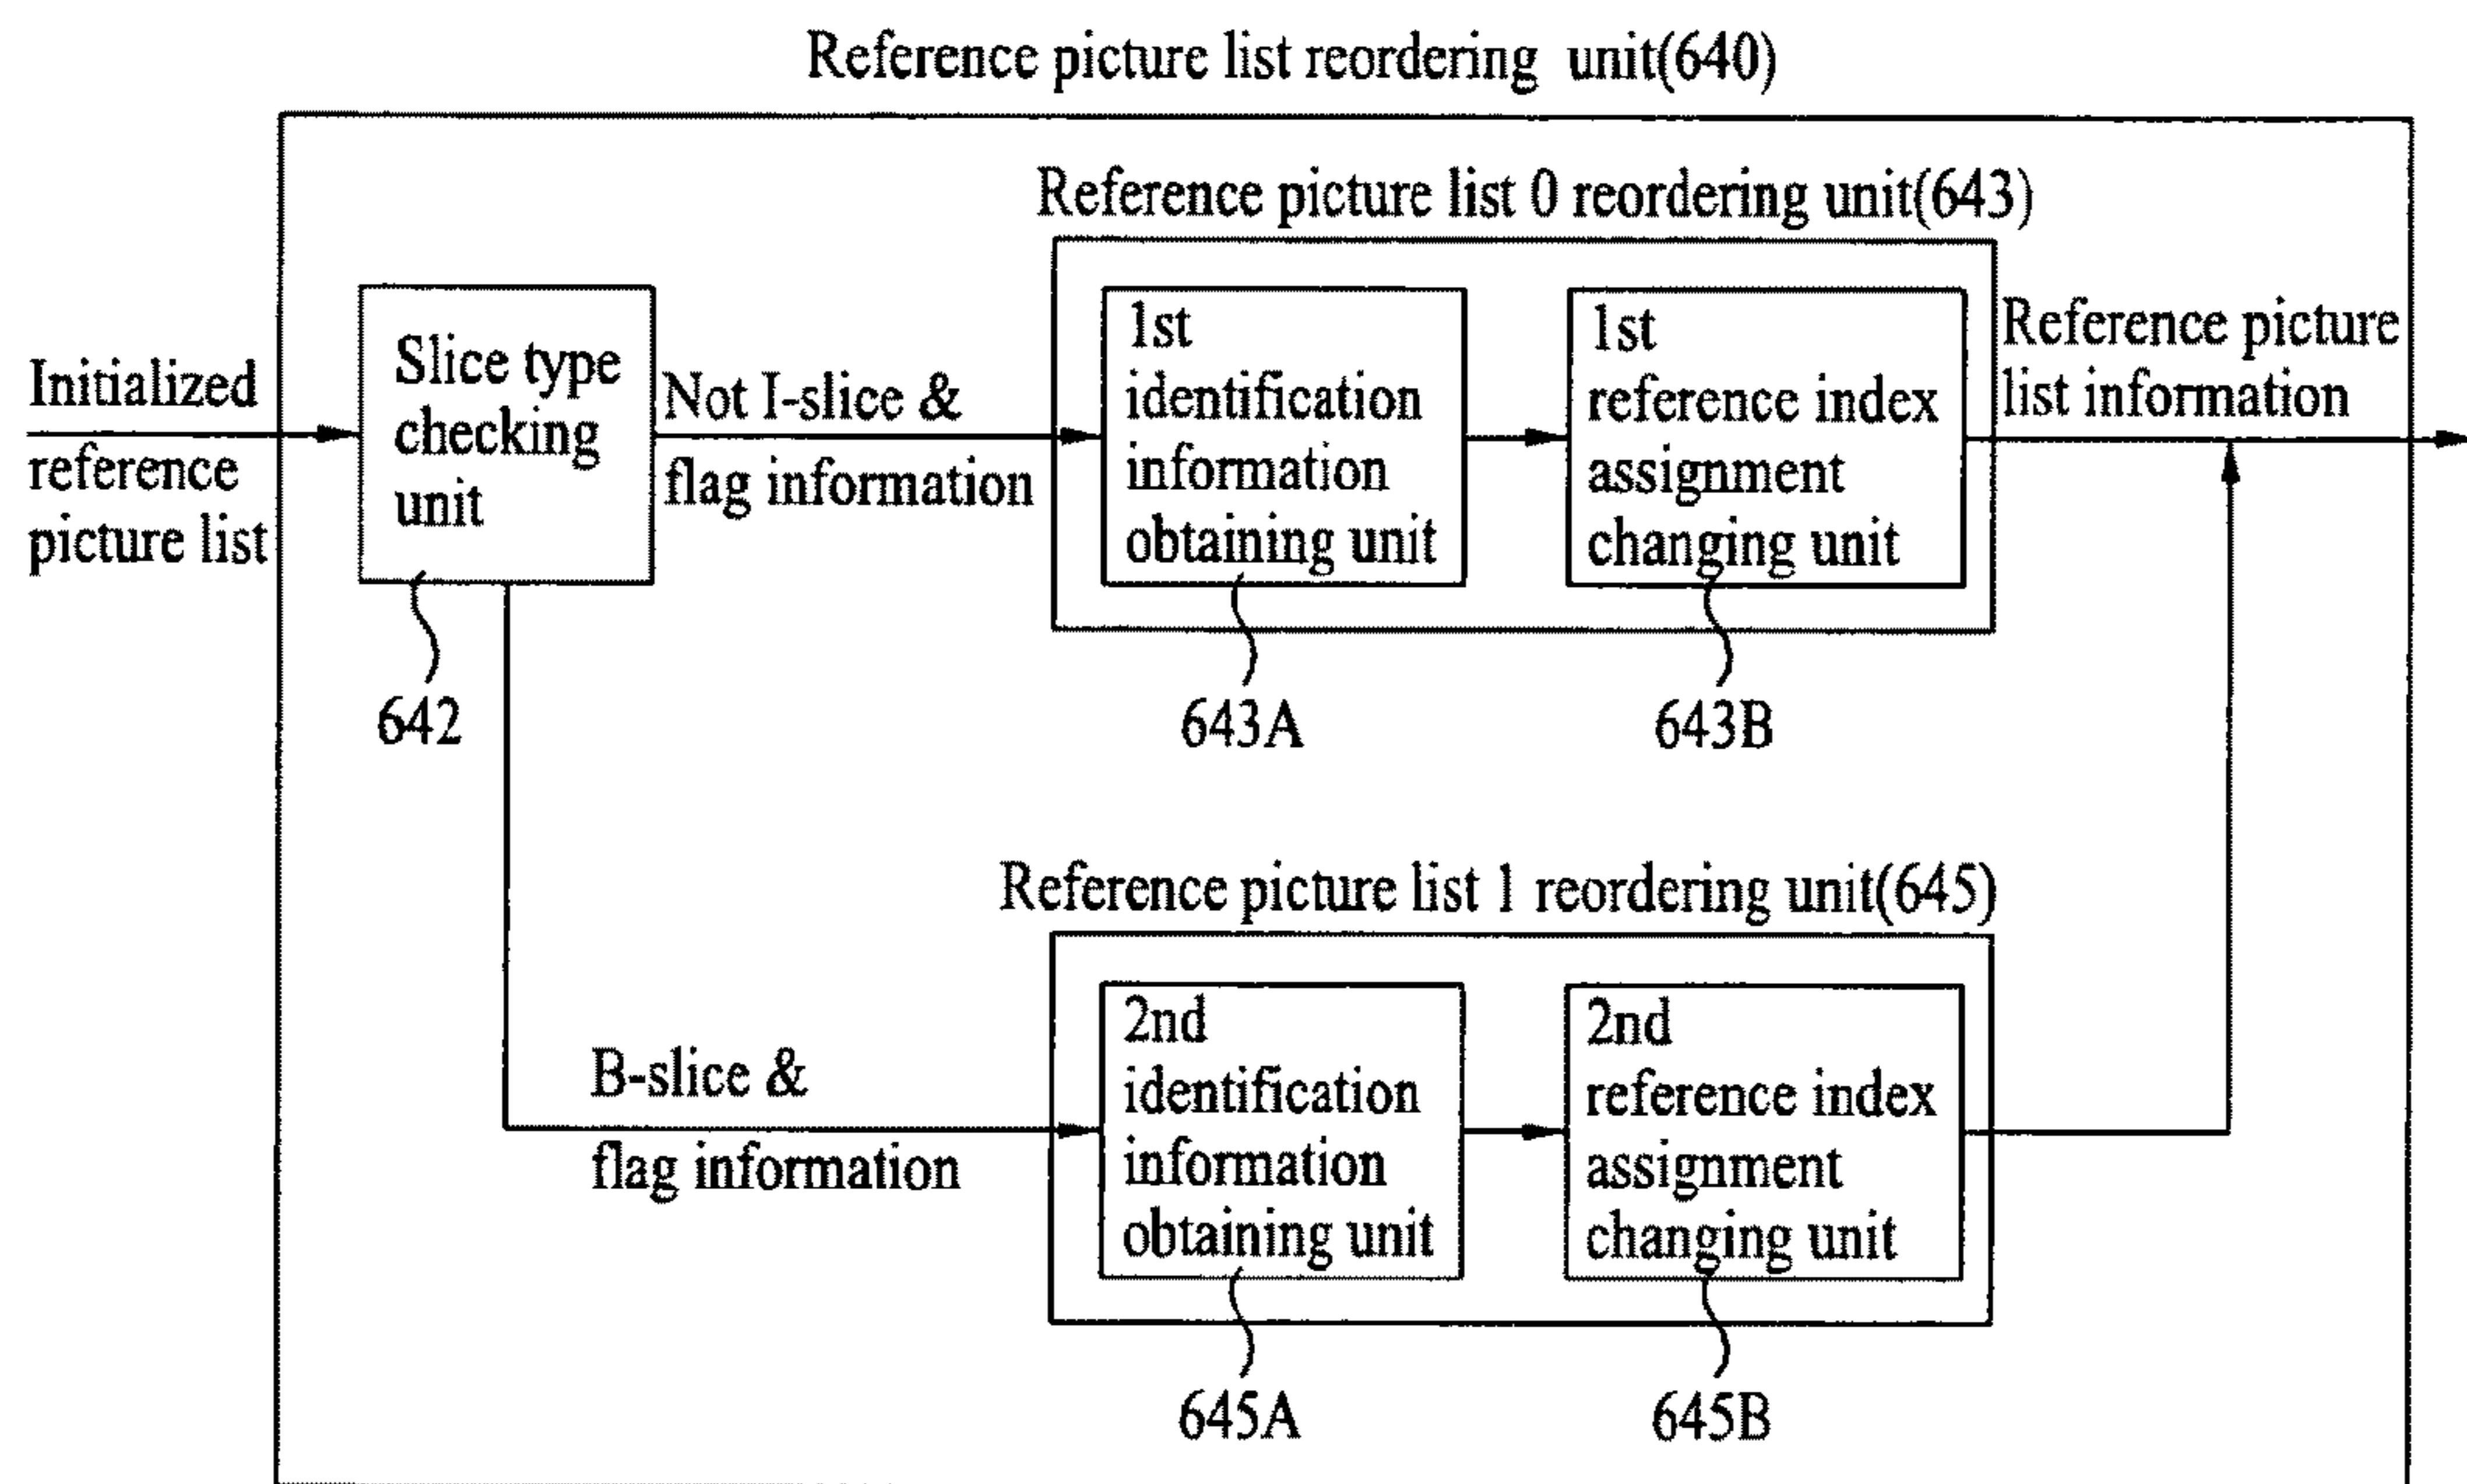 Reference picture list reordering unit(640)
Reference picture list 0 reordering unit(643)
Initialized
reference
picture list
Slice type
checking
unit
642
Not I-slice &
flag information
1st
identification
information
obtaining unit
643A
1st
reference index
assignment
changing unit
643B
Reference picture
list information
Reference picture list 1 reordering unit(645)
B-slice &
flag information
2nd
identification
information
obtaining unit
645A
2nd
reference index
assignment
changing unit
645B